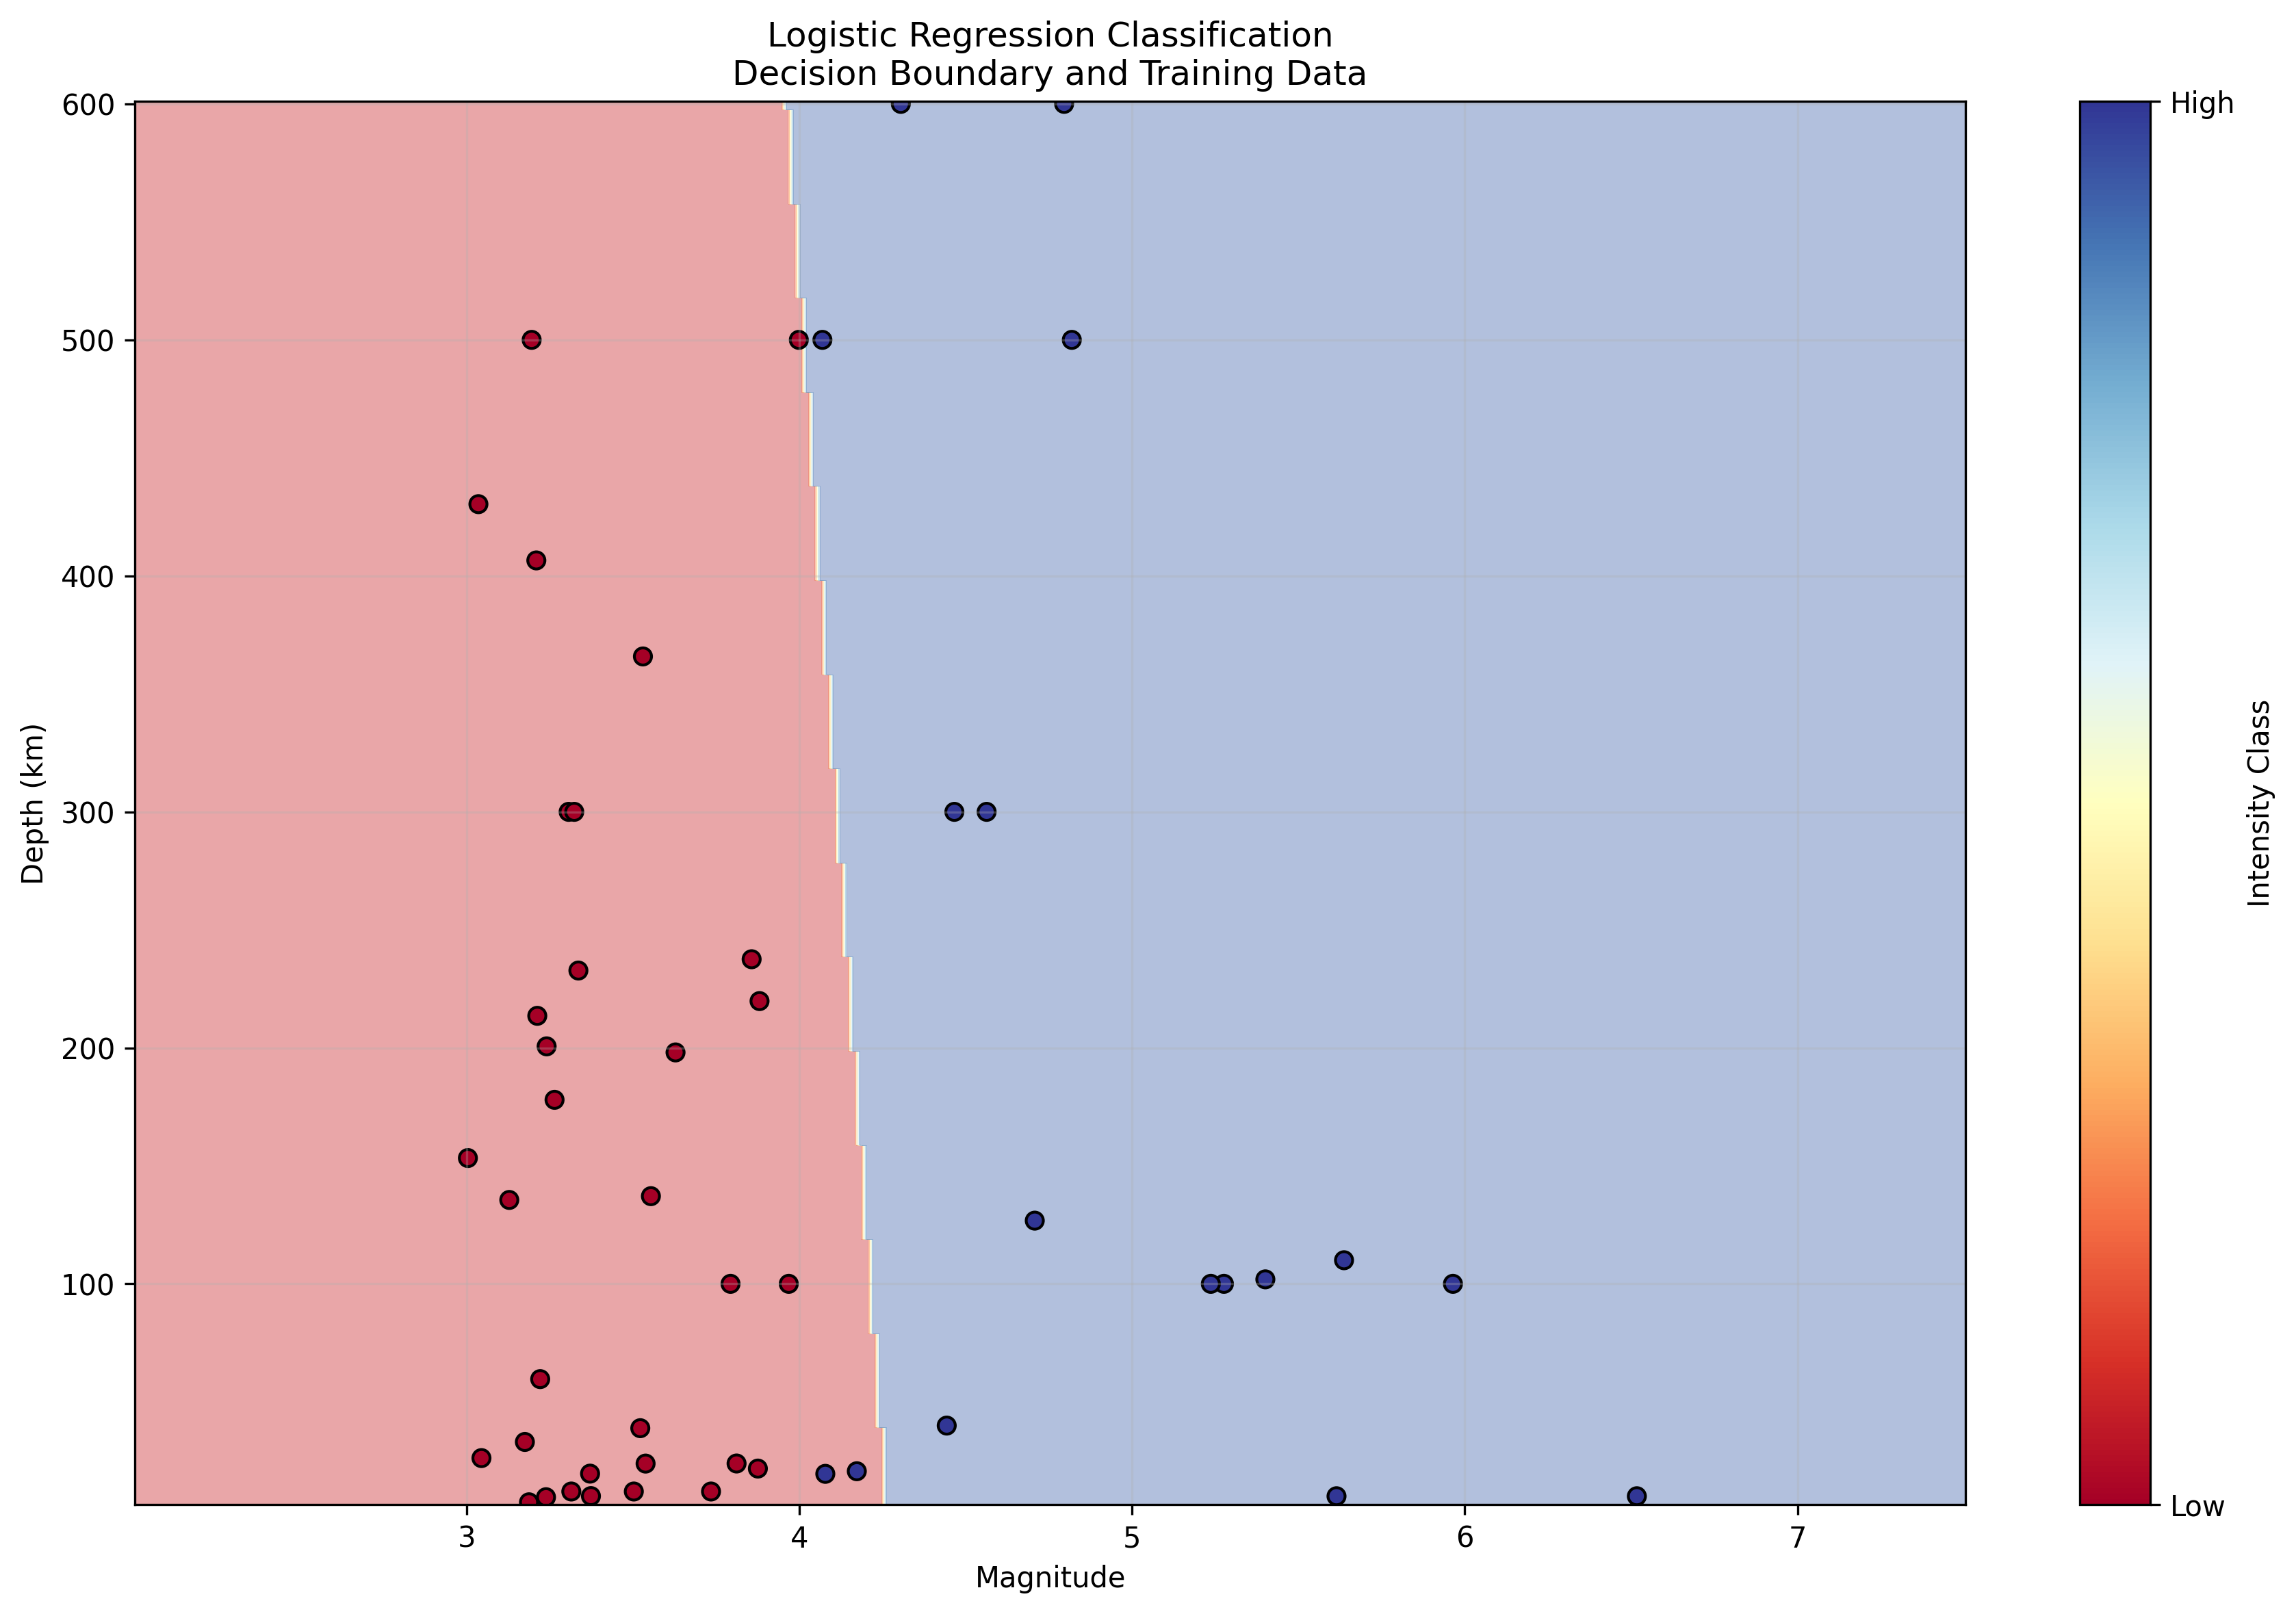 Logistic Regression Classification
Decision Boundary and Training Data
600
500
400
300
200
100
Depth (km)
3
4
5
6
7
Magnitude
High
Low
Intensity Class